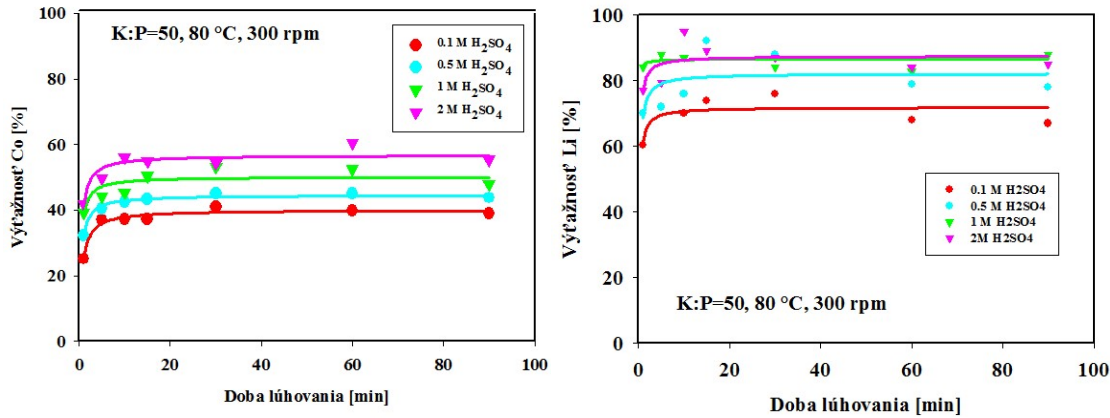 K:P=50, 80 °C, 300 rpm
0.1 M H2SO4
0.5 M H2SO4
1 M H2SO4
2 M H2SO4
Výťažnosť Co [%]
100
80
60
40
20
0
0 20 40 60 80 100
Doba lúhovania [min]
Výťažnosť Li [%]
100
80
60
40
20
0
0.1 M H2SO4
0.5 M H2SO4
1 M H2SO4
2M H2SO4
K:P=50, 80 °C, 300 rpm
0 20 40 60 80 100
Doba lúhovania [min]